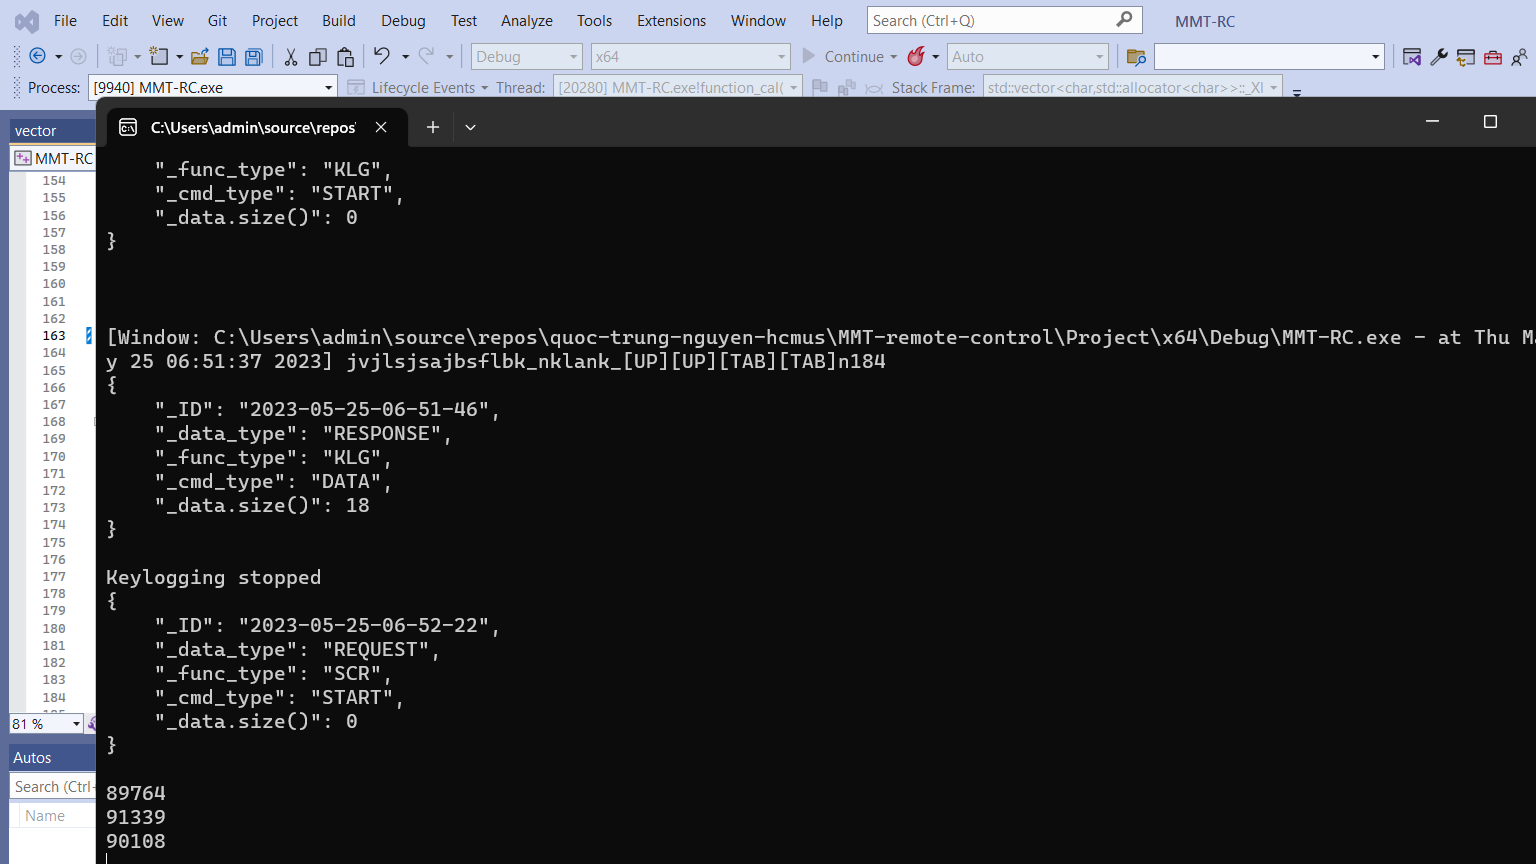 File Edit View Git Project Build Debug Test Analyze Tools Extensions Window Help Search (Ctrl+Q) MMT-RC
Debug x64 Continue Auto
Process: [9940] MMT-RC.exe Lifecycle Events Thread: [20280] MMT-RC.exe!function_cal( Stack Frame: std::vector<char,std::allocator<char>>::_XI
vector
MMT-RC
154
155
156
157
158
159
160
161
162
163
164
165
166
167
168
169
170
171
172
173
174
175
176
177
178
179
180
181
182
183
184
81 %
Autos
Search (Ctrl+
Name
C:\Users\admin\source\repos\
"_func_type": "KLG",
"_cmd_type": "START",
"_data.size()": 0
}
[Window: C:\Users\admin\source\repos\quoc-trung-nguyen-hcmus\MMT-remote-control\Project\x64\Debug\MMT-RC.exe - at Thu Ma
y 25 06:51:37 2023] jvjlsjsajbsflbk_nklank_[UP][UP][TAB][TAB]n184
{
"_ID": "2023-05-25-06-51-46",
"_data_type": "RESPONSE",
"_func_type": "KLG",
"_cmd_type": "DATA",
"_data.size()": 18
}
Keylogging stopped
{
"_ID": "2023-05-25-06-52-22",
"_data_type": "REQUEST",
"_func_type": "SCR",
"_cmd_type": "START",
"_data.size()": 0
}
89764
91339
90108